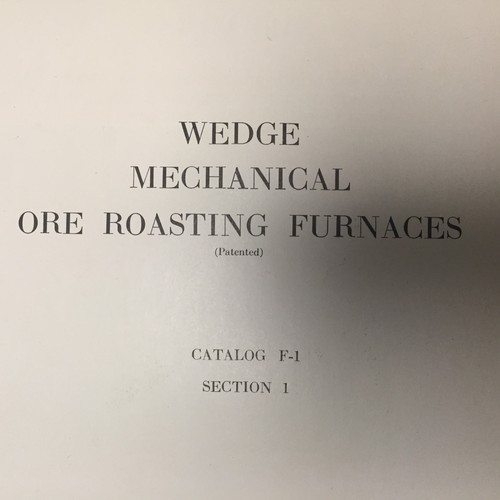 WEDGE
MECHANICAL
ORE ROASTING FURNACES
(Patented)
CATALOG F-1
SECTION 1